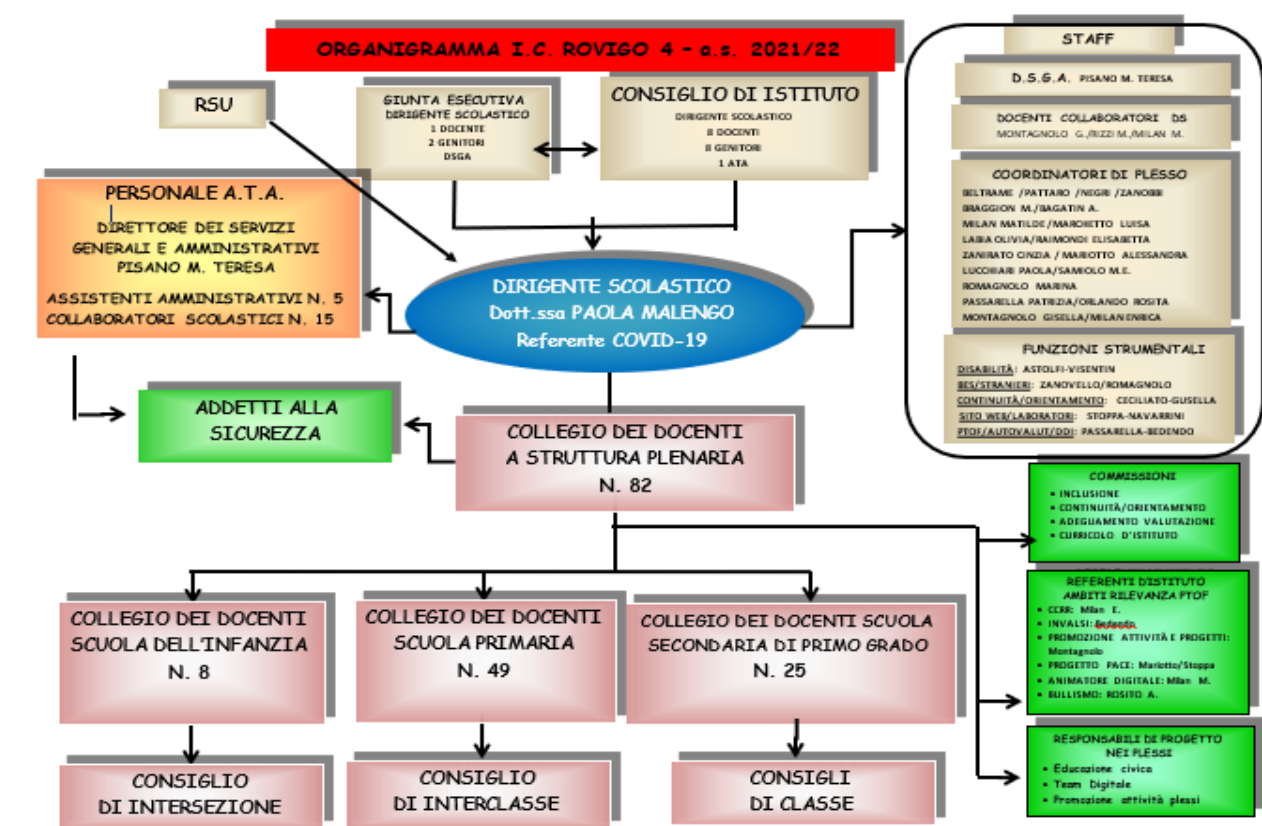 ORGANIGRAMMA I.C. ROVIGO 4 – a.s. 2021/22
RSU
GIUNTA ESECUTIVA
DIRIGENTE SCOLASTICO
1 DOCENTE
2 GENITORI
DSGA
CONSIGLIO DI ISTITUTO
DIRIGENTE SCOLASTICO
8 DOCENTI
8 GENITORI
1 ATA
STAFF
D.S.G.A. PISANO M. TERESA
DOCENTI COLLABORATORI DS
MONTAGNOLO G./RIZZI M./MILAN M.
COORDINATORI DI PLESSO
BELTRAME /PATTARO /NEGRI /ZANOBBI
BRAGGION M./BAGATIN A.
MILAN MATILDE/MARCHETTO LUISA
LABIA OLIVIA/RAIMONDI ELISABETTA
ZANIRATO CINZIA / MARIOTTO ALESSANDRA
LUCCHIARI PAOLA/SAMIOLO M.E.
ROMAGNOLO MARINA
PASSARELLA PATRIZIA/ORLANDO ROSITA
MONTAGNOLO GISELLA/MILAN ENRICA
FUNZIONI STRUMENTALI
DISABILITÀ: ASTOLFI-VISENTIN
BES/STRANIERI: ZANOVELLO/ROMAGNOLO
CONTINUITÀ/ORIENTAMENTO: CECILIATO-GUSELLA
SITO WEB/LABORATORI: STOPPA-NAVARRINI
PTOF/AUTOVALUT/DDI: PASSARELLA-BEDENDO
PERSONALE A.T.A.
DIRETTORE DEI SERVIZI
GENERALI E AMMINISTRATIVI
PISANO M. TERESA
ASSISTENTI AMMINISTRATIVI N. 5
COLLABORATORI SCOLASTICI N. 15
DIRIGENTE SCOLASTICO
Dott.ssa PAOLA MALENGO
Referente COVID-19
ADDETTI ALLA
SICUREZZA
COLLEGIO DEI DOCENTI
A STRUTTURA PLENARIA
N. 82
COMMISSIONI
• INCLUSIONE
• CONTINUITÀ/ORIENTAMENTO
• ADEGUAMENTO VALUTAZIONE
• CURRICOLO D'ISTITUTO
REFERENTI D'ISTITUTO
AMBITI RILEVANZA PTOF
• CCRR: Milan E.
• INVALSI: Bedendo
• PROMOZIONE ATTIVITÀ E PROGETTI:
Montagnolo
• PROGETTO PACE: Mariotto/Stoppa
• ANIMATORE DIGITALE: Milan M.
• BULLISMO: ROSITO A.
RESPONSABILI DI PROGETTO
NEI PLESSI
• Educazione civica
• Team Digitale
• Promozione attività plessi
COLLEGIO DEI DOCENTI
SCUOLA DELL'INFANZIA
N. 8
COLLEGIO DEI DOCENTI
SCUOLA PRIMARIA
N. 49
COLLEGIO DEI DOCENTI SCUOLA
SECONDARIA DI PRIMO GRADO
N. 25
CONSIGLIO
DI INTERSEZIONE
CONSIGLIO
DI INTERCLASSE
CONSIGLI
DI CLASSE